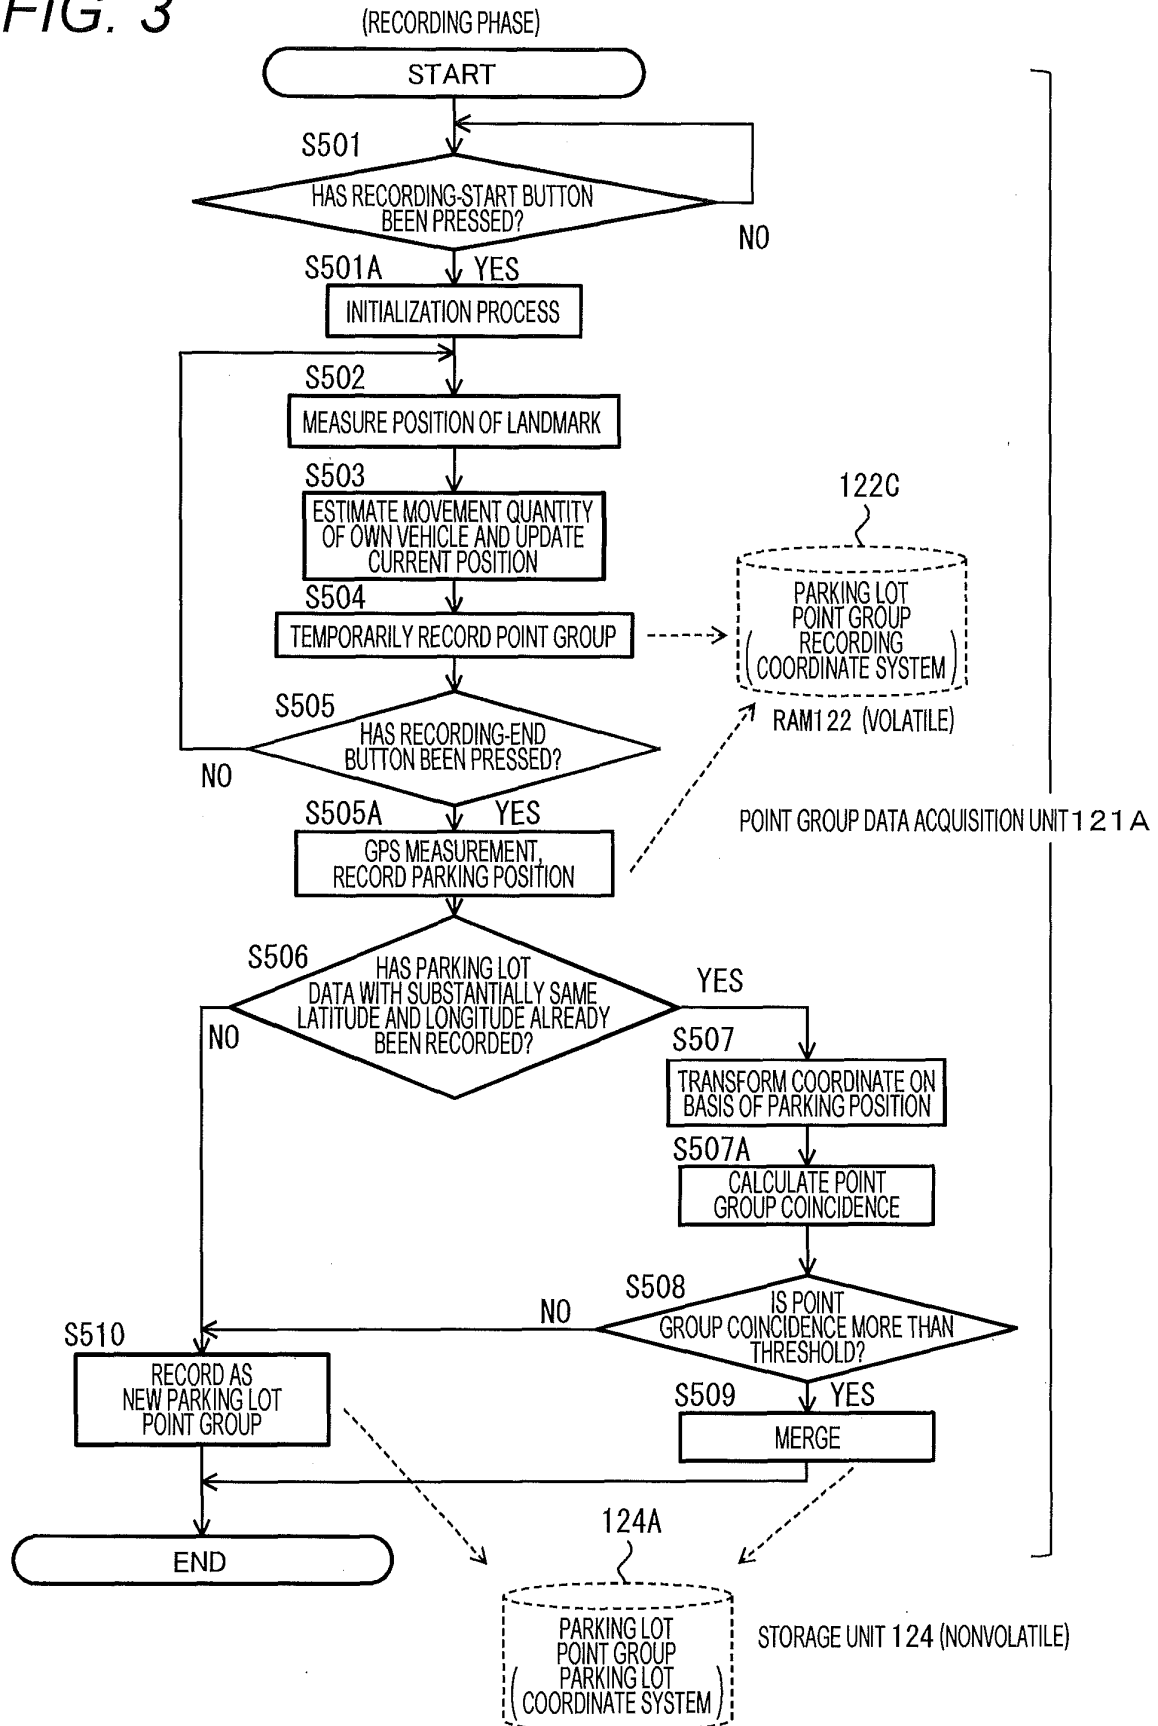 FIG. 3
(RECORDING PHASE)
START
S501
HAS RECORDING-START BUTTON
BEEN PRESSED?
NO
S501A
YES
INITIALIZATION PROCESS
S502
MEASURE POSITION OF LANDMARK
S503
ESTIMATE MOVEMENT QUANTITY
OF OWN VEHICLE AND UPDATE
CURRENT POSITION
S504
TEMPORARILY RECORD POINT GROUP
122C
PARKING LOT
POINT GROUP
(RECORDING
COORDINATE SYSTEM)
RAM122 (VOLATILE)
S505
HAS RECORDING-END
BUTTON BEEN PRESSED?
NO
YES
S505A
GPS MEASUREMENT,
RECORD PARKING POSITION
POINT GROUP DATA ACQUISITION UNIT 121A
S506
HAS PARKING LOT
DATA WITH SUBSTANTIALLY SAME
LATITUDE AND LONGITUDE ALREADY
BEEN RECORDED?
YES
NO
S507
TRANSFORM COORDINATE ON
BASIS OF PARKING POSITION
S507A
CALCULATE POINT
GROUP COINCIDENCE
S508
IS POINT
GROUP COINCIDENCE MORE THAN
THRESHOLD?
NO
YES
S510
RECORD AS
NEW PARKING LOT
POINT GROUP
S509
MERGE
END
124A
PARKING LOT
POINT GROUP
(PARKING LOT
COORDINATE SYSTEM)
STORAGE UNIT 124 (NONVOLATILE)